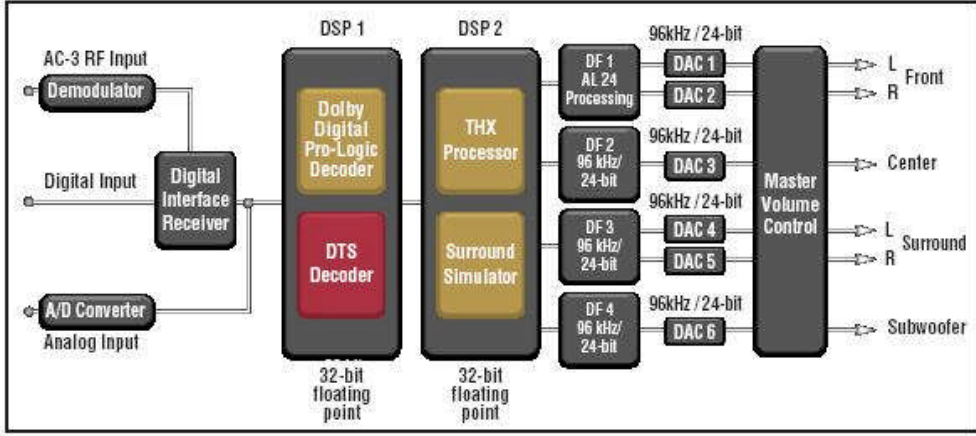 DSP 1
DSP 2
96kHz / 24-bit
AC-3 RF Input
Demodulator
Digital Input
Digital
Interface
Receiver
A/D Converter
Analog Input
Dolby
Digital
Pro-Logic
Decoder
DTS
Decoder
32-bit
floating
point
THX
Processor
Surround
Simulator
32-bit
floating
point
DF 1
AL 24
Processing
DAC 1
DAC 2
DF 2
96 kHz/
24-bit
96kHz / 24-bit
DAC 3
DF 3
96 kHz/
24-bit
96kHz / 24-bit
DAC 4
DAC 5
DF 4
96 kHz/
24-bit
96kHz / 24-bit
DAC 6
Master
Volume
Control
L
Front
R
Center
L
Surround
R
Subwoofer